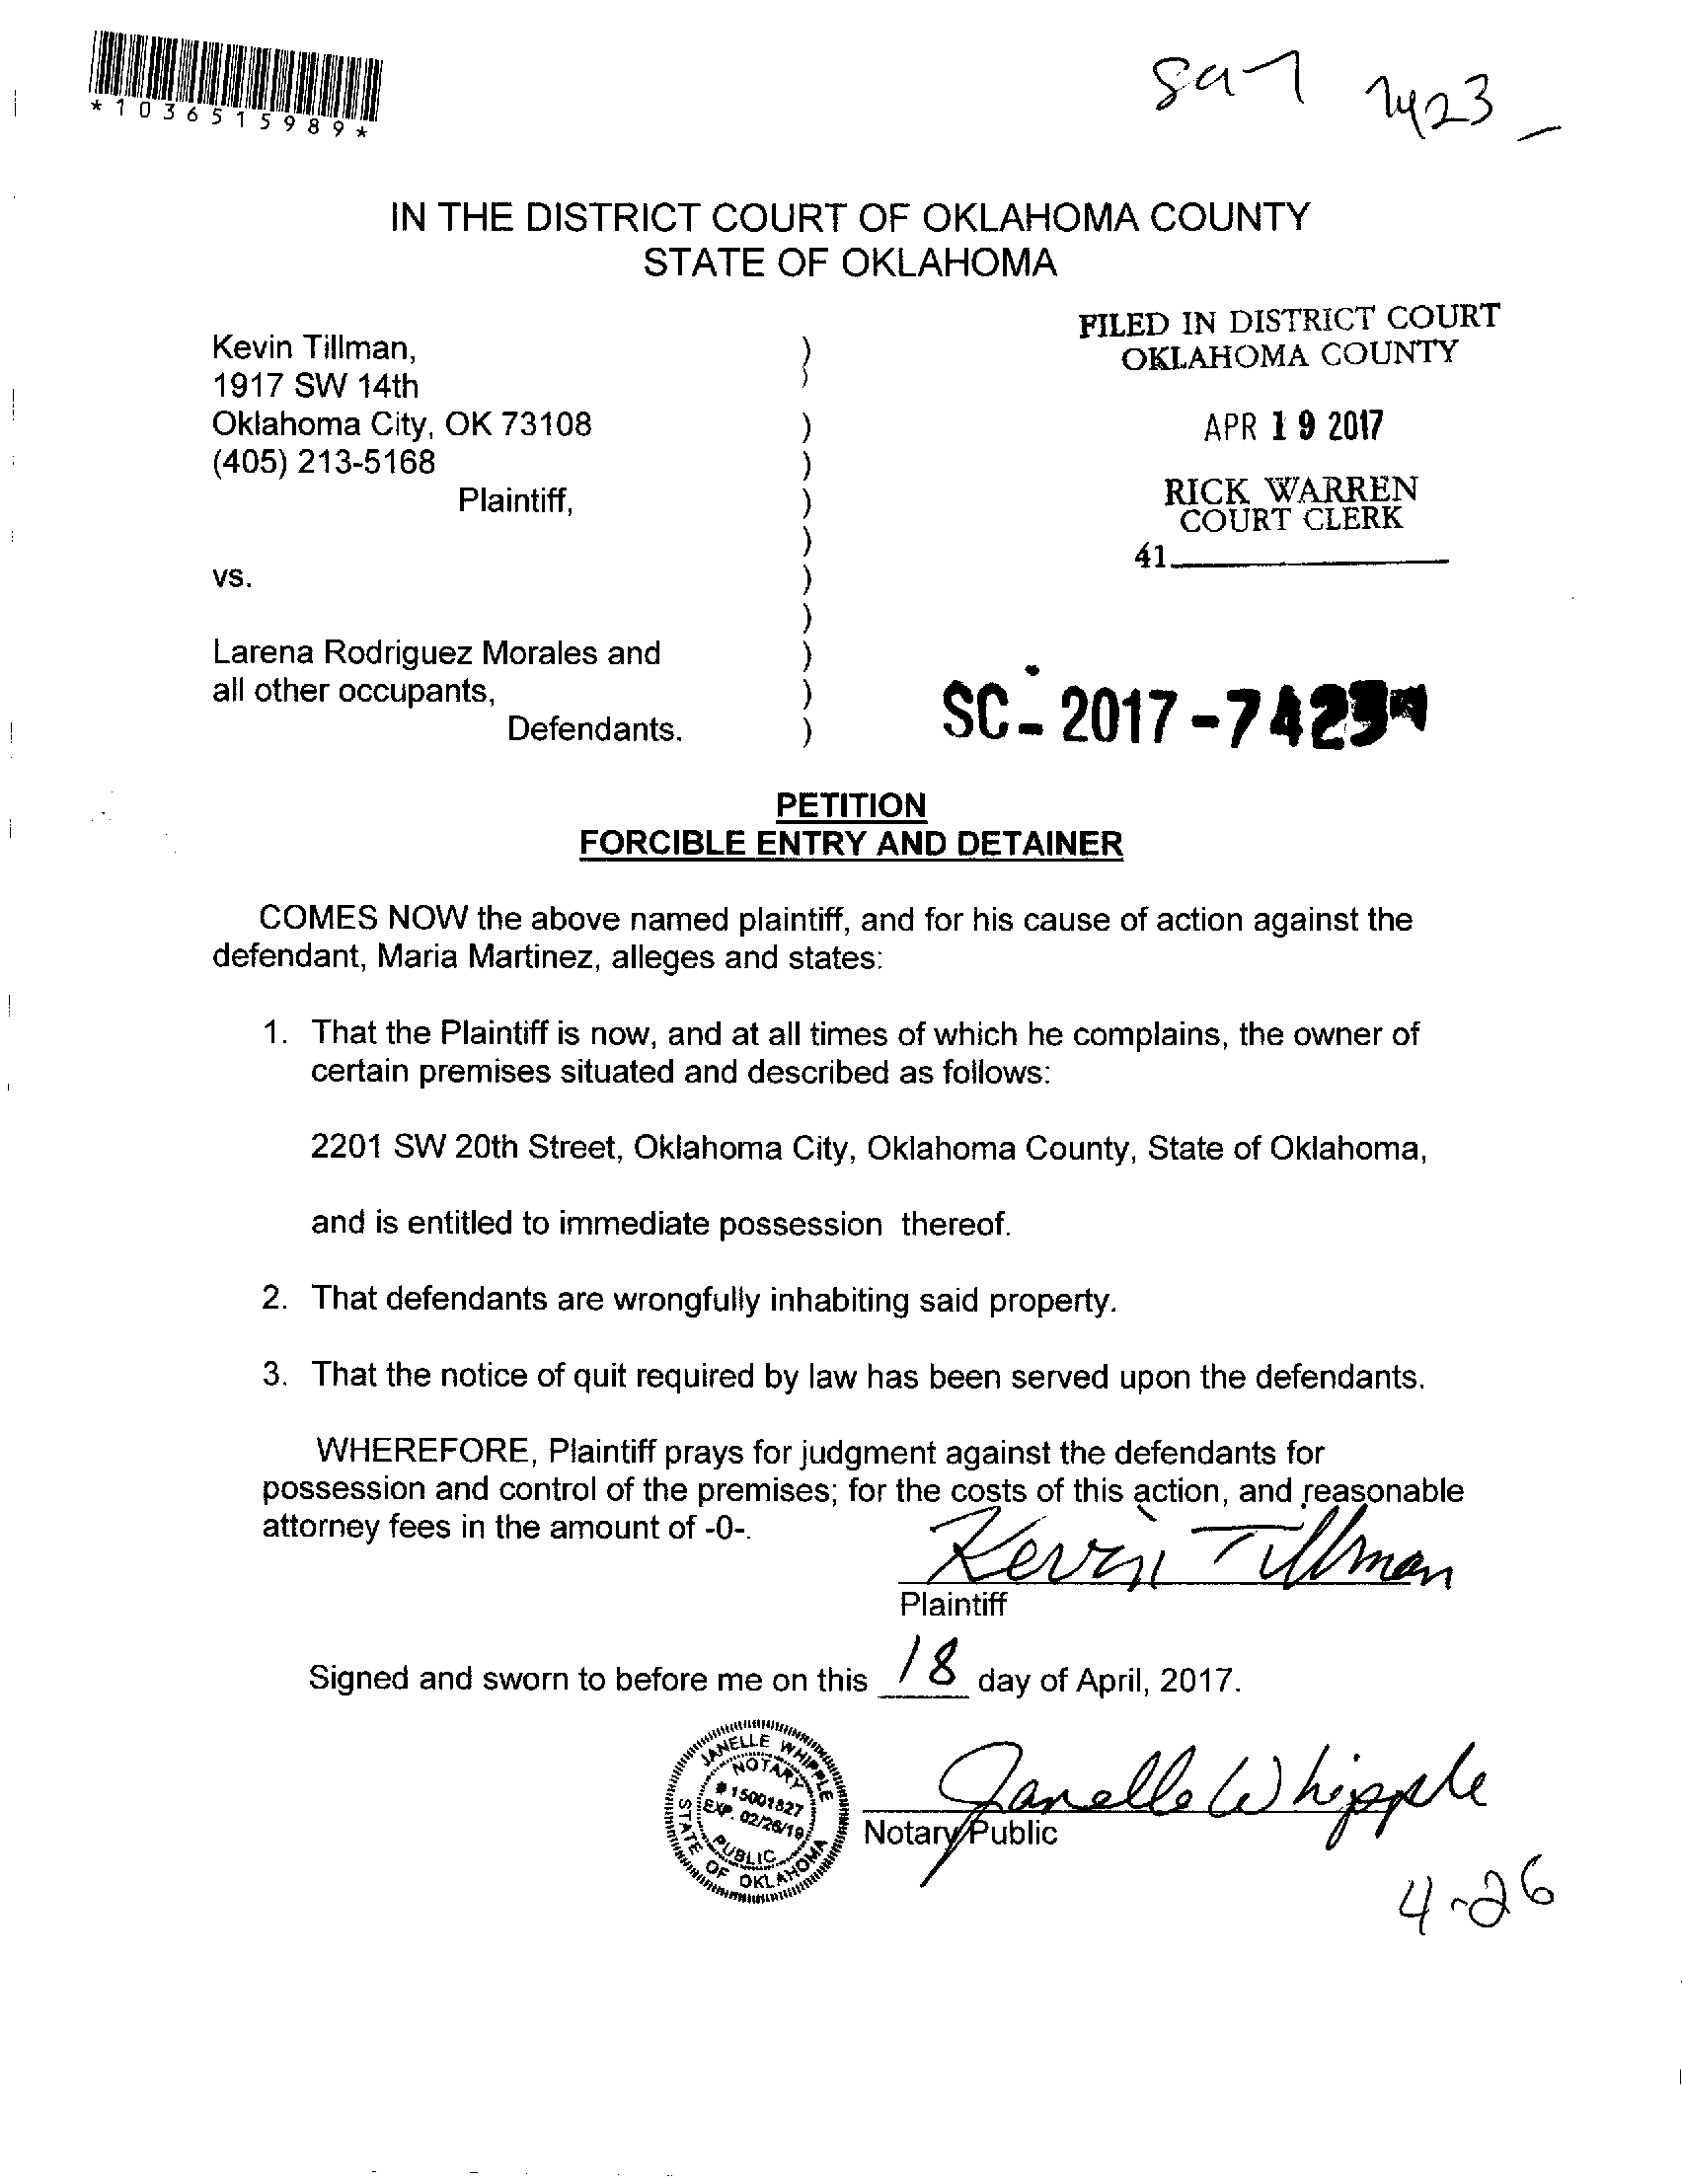 *1036515989*
IN THE DISTRICT COURT OF OKLAHOMA COUNTY
STATE OF OKLAHOMA
FILED IN DISTRICT COURT
OKLAHOMA COUNTY
APR 19 2017
RICK WARREN
COURT CLERK
41
Kevin Tillman, )
1917 SW 14th )
Oklahoma City, OK 73108 )
(405) 213-5168 )
Plaintiff, )
)
vs. )
)
Larena Rodriguez Morales and )
all other occupants, )
Defendants. )
SC-2017-742
PETITION
FORCIBLE ENTRY AND DETAINER
COMES NOW the above named plaintiff, and for his cause of action against the
defendant, Maria Martinez, alleges and states:
1. That the Plaintiff is now, and at all times of which he complains, the owner of
certain premises situated and described as follows:
2201 SW 20th Street, Oklahoma City, Oklahoma County, State of Oklahoma,
and is entitled to immediate possession thereof.
2. That defendants are wrongfully inhabiting said property.
3. That the notice of quit required by law has been served upon the defendants.
WHEREFORE, Plaintiff prays for judgment against the defendants for
possession and control of the premises; for the costs of this action, and reasonable
attorney fees in the amount of -0-.
Kevin Tillman
Plaintiff
Signed and sworn to before me on this 18 day of April, 2017.
JANELLE WHIPPLE
NOTARY
# 15001827
EXP. 02/26/19
PUBLIC
STATE OF OKLAHOMA
Janelle Whipple
Notary Public
4-26